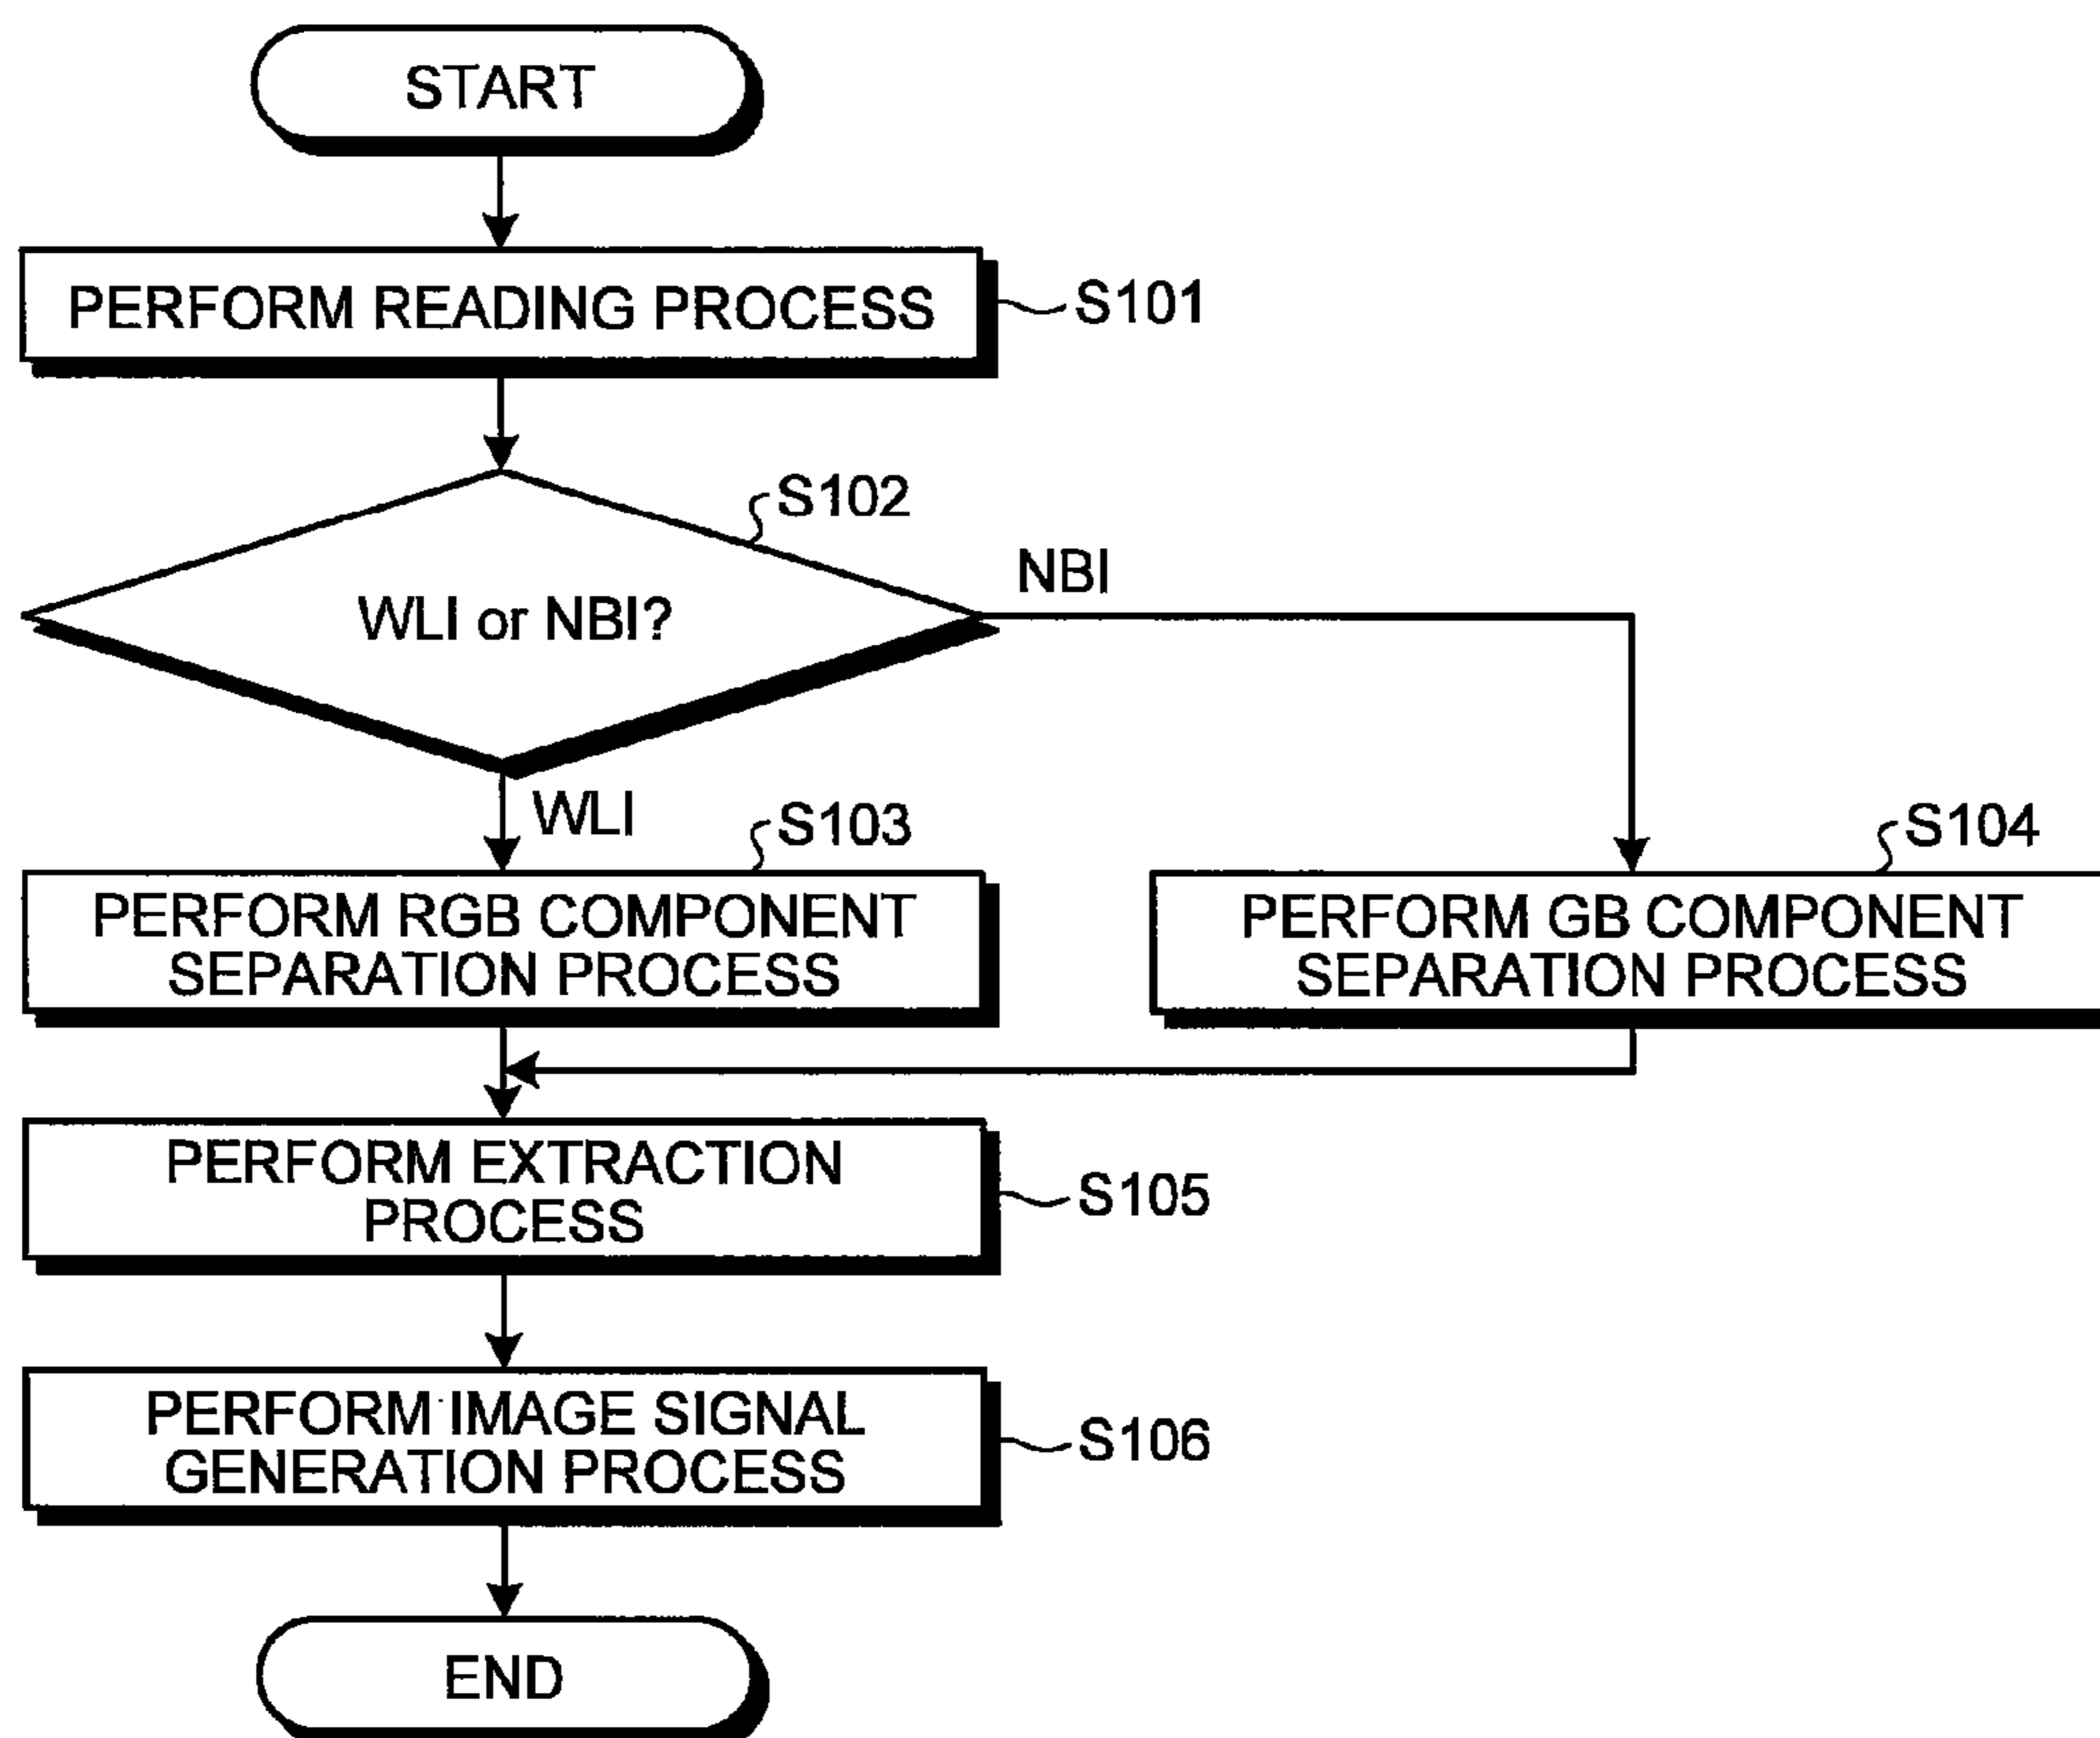 START
PERFORM READING PROCESS
S101
S102
WLI or NBI?
NBI
WLI
S103
PERFORM RGB COMPONENT
SEPARATION PROCESS
S104
PERFORM GB COMPONENT
SEPARATION PROCESS
PERFORM EXTRACTION
PROCESS
S105
PERFORM IMAGE SIGNAL
GENERATION PROCESS
S106
END